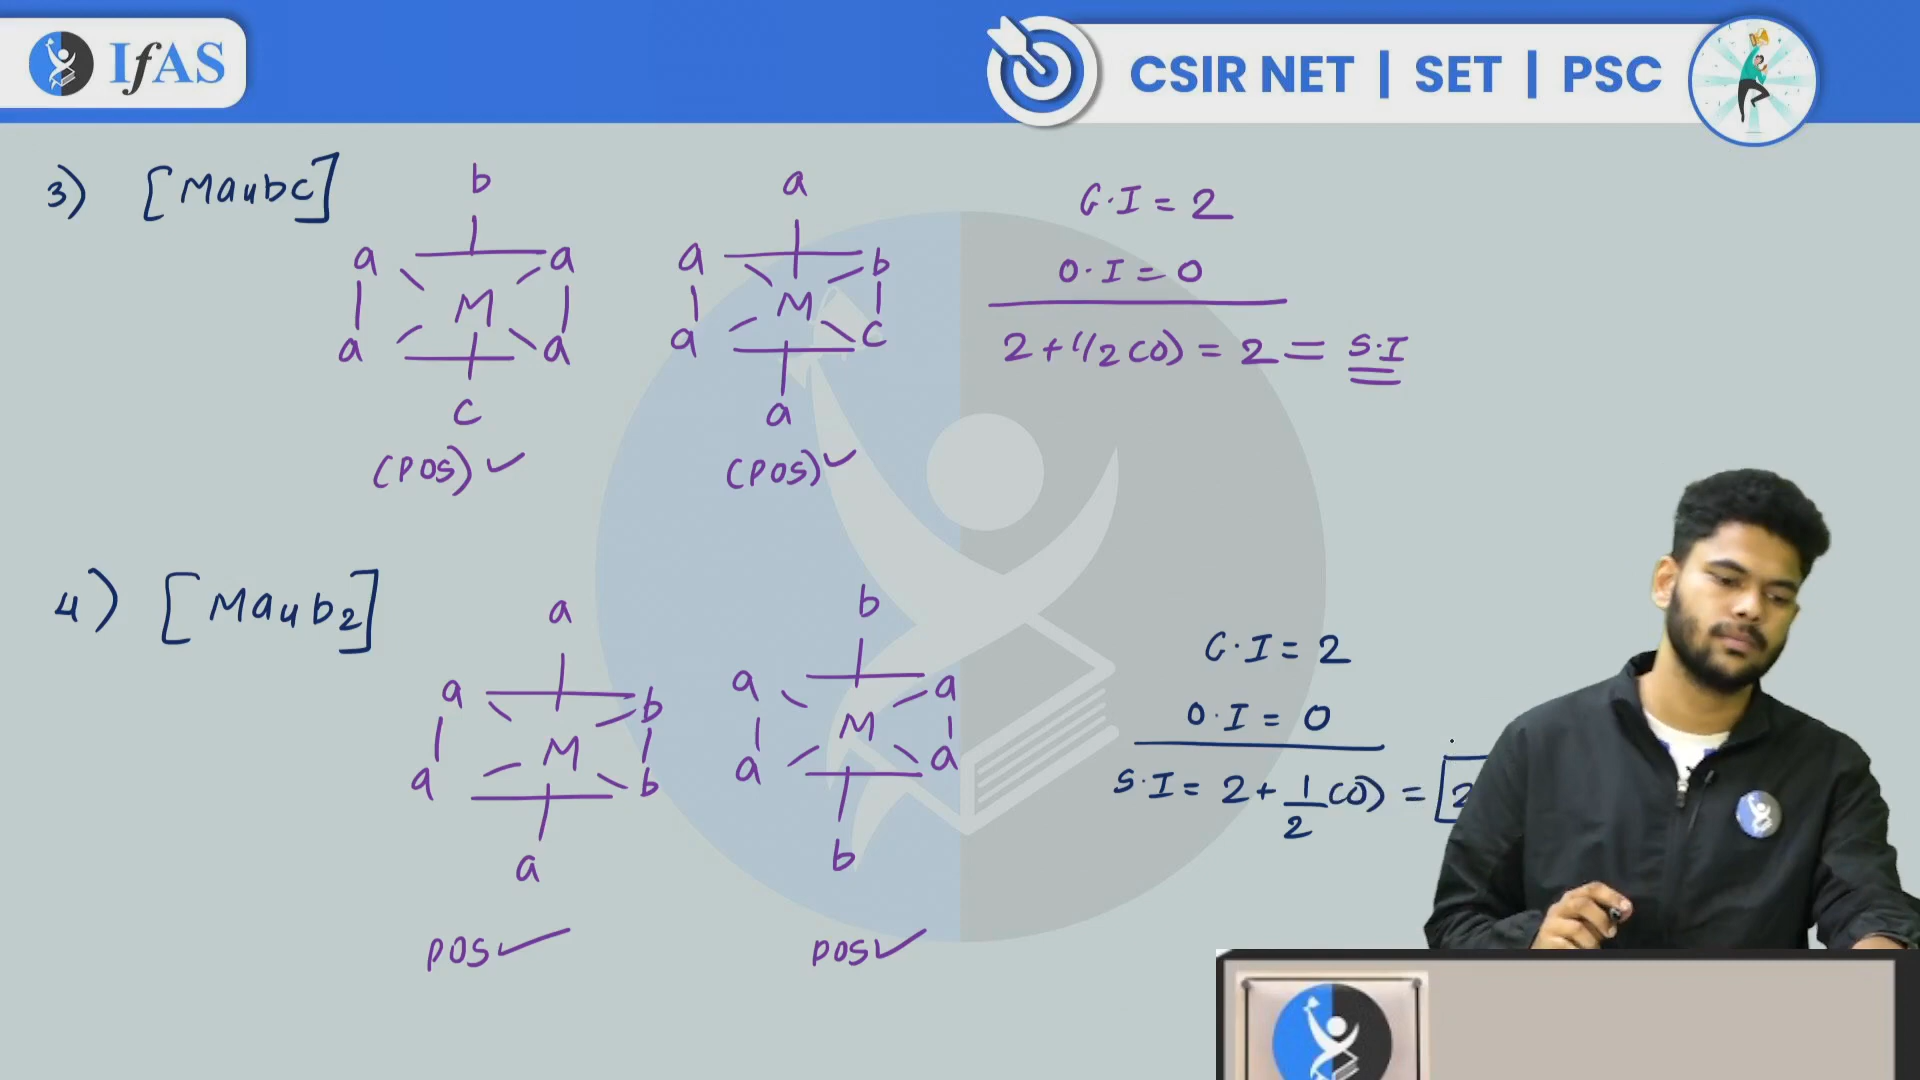 IfAS
CSIR NET | SET | PSC
3) [Ma4bc]
b
a a
M
a a
c
(POS) ✓
a
a b
M
a c
a
(POS) ✓
G·I = 2
O·I = 0
2 + 1/2 (0) = 2 = S·I
4) [Ma4b2]
a
a b
M
a b
a
POS ✓
b
a a
M
a a
b
POS ✓
G·I = 2
O·I = 0
S·I = 2 + 1/2 (0) = 2